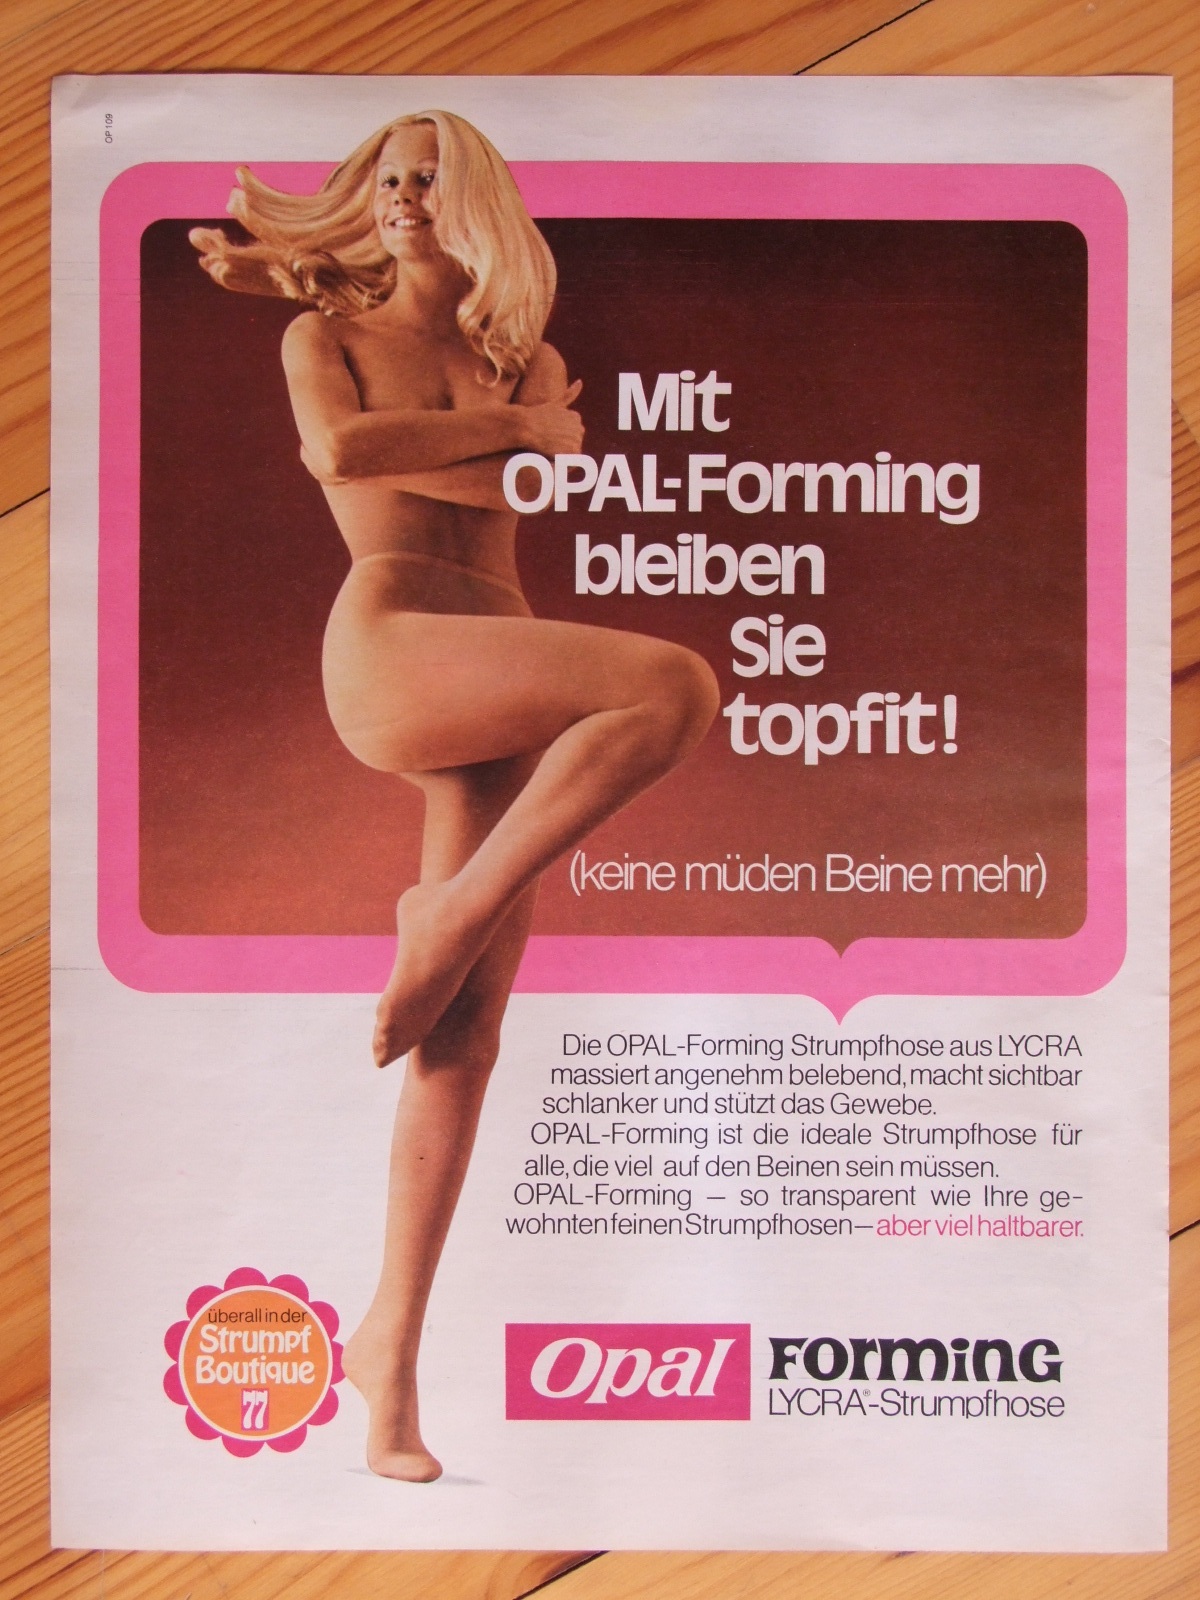 OP 109
Mit
OPAL-Forming
bleiben
Sie
topfit!
(keine müden Beine mehr)
Die OPAL-Forming Strumpfhose aus LYCRA
massiert angenehm belebend, macht sichtbar
schlanker und stützt das Gewebe.
OPAL-Forming ist die ideale Strumpfhose für
alle, die viel auf den Beinen sein müssen.
OPAL-Forming — so transparent wie Ihre ge-
wohnten feinen Strumpfhosen — aber viel haltbarer.
überall in der
Strumpf
Boutique
77
Opal
Forming
LYCRA®-Strumpfhose